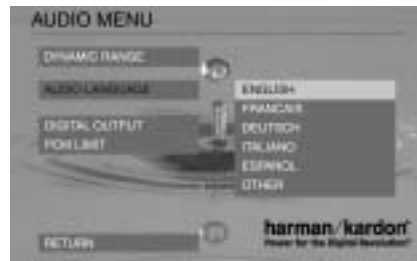 AUDIO MENU
DYNAMIC RANGE
AUDIO LANGUAGE
DIGITAL OUTPUT
PCM LIMIT
RETURN
ENGLISH
FRANCAIS
DEUTSCH
ITALIANO
ESPANOL
OTHER
harman/kardon
Power for the Digital Revolution